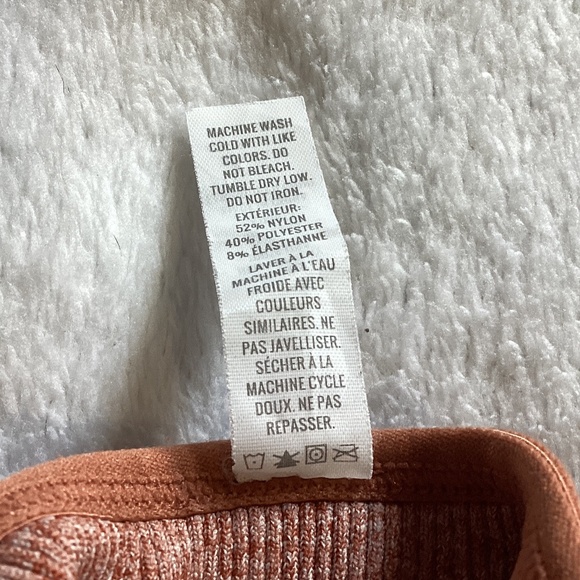 MACHINE WASH
COLD WITH LIKE
COLORS. DO
NOT BLEACH.
TUMBLE DRY LOW.
DO NOT IRON.
EXTÉRIEUR:
52% NYLON
40% POLYESTER
8% ÉLASTHANNE
LAVER À LA
MACHINE À L'EAU
FROIDE AVEC
COULEURS
SIMILAIRES. NE
PAS JAVELLISER.
SÉCHER À LA
MACHINE CYCLE
DOUX. NE PAS
REPASSER.